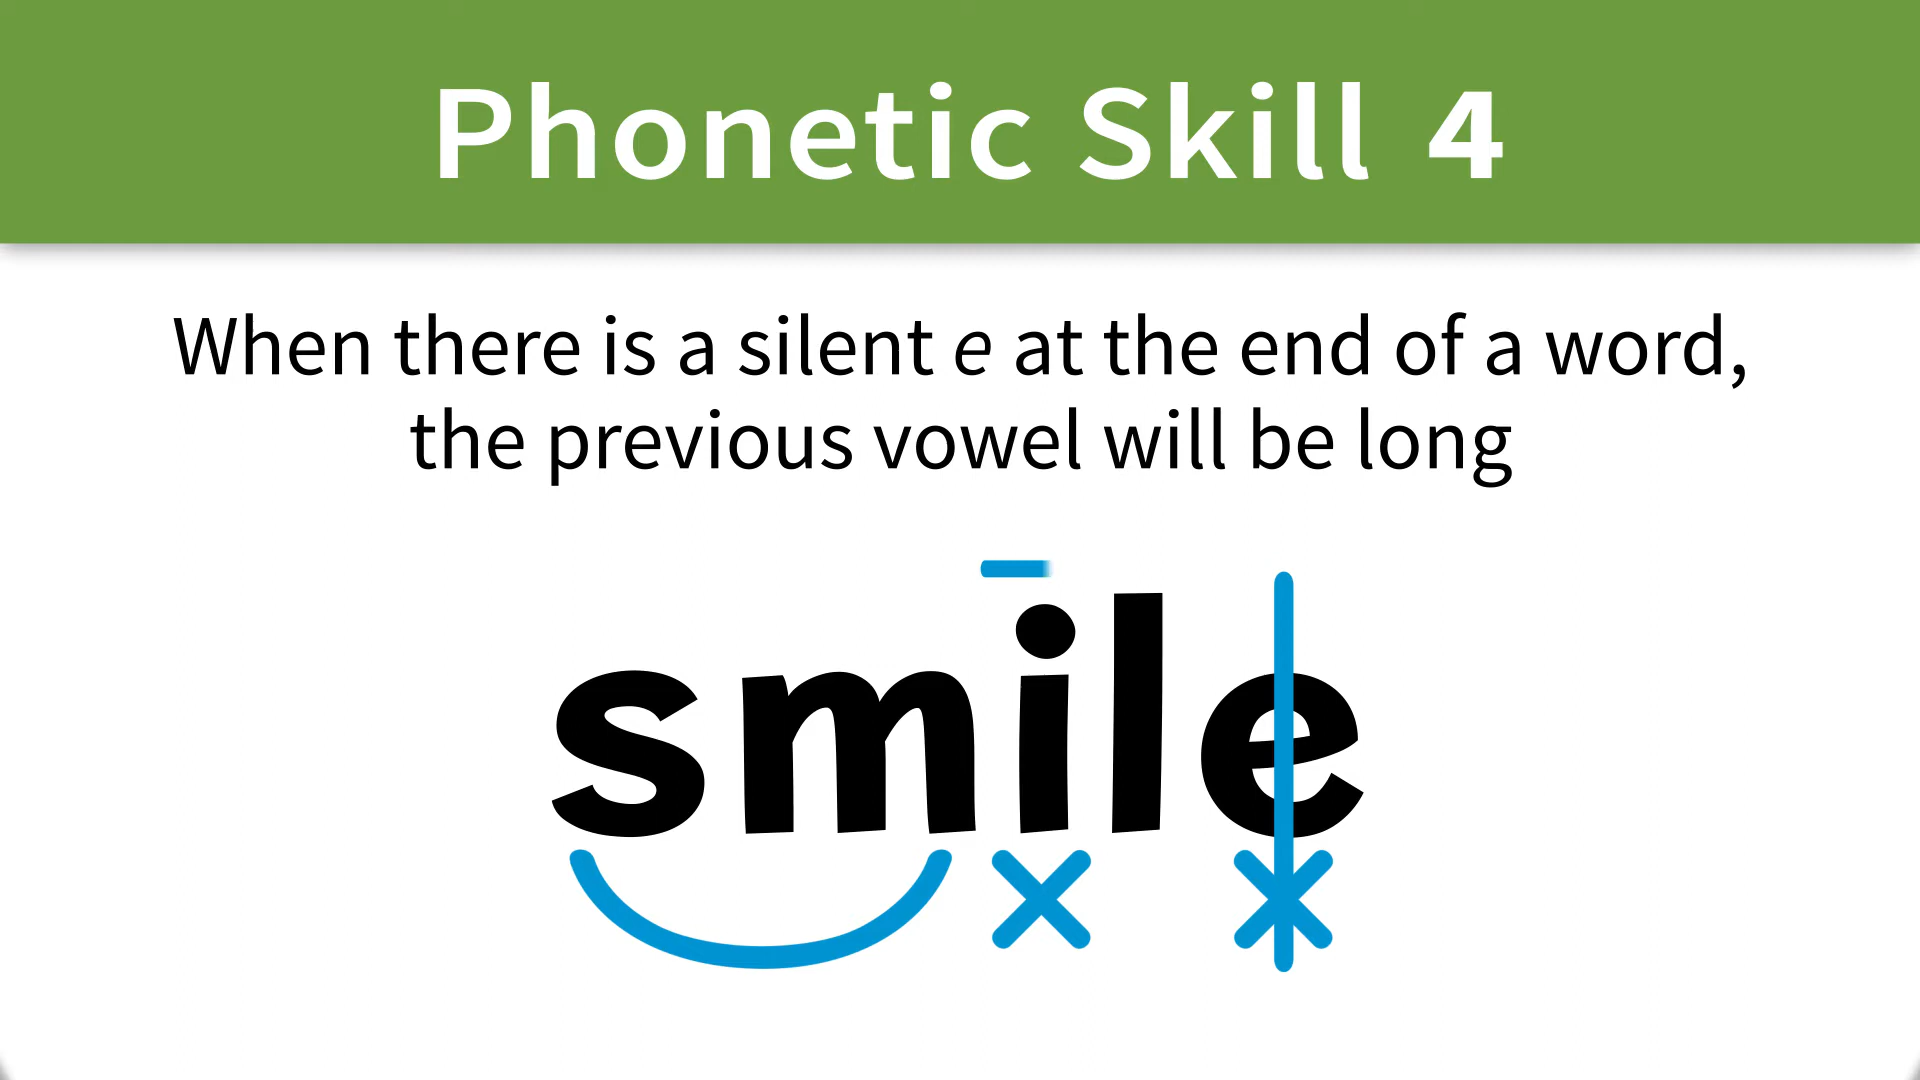 Phonetic Skill 4
When there is a silent e at the end of a word,
the previous vowel will be long
smile